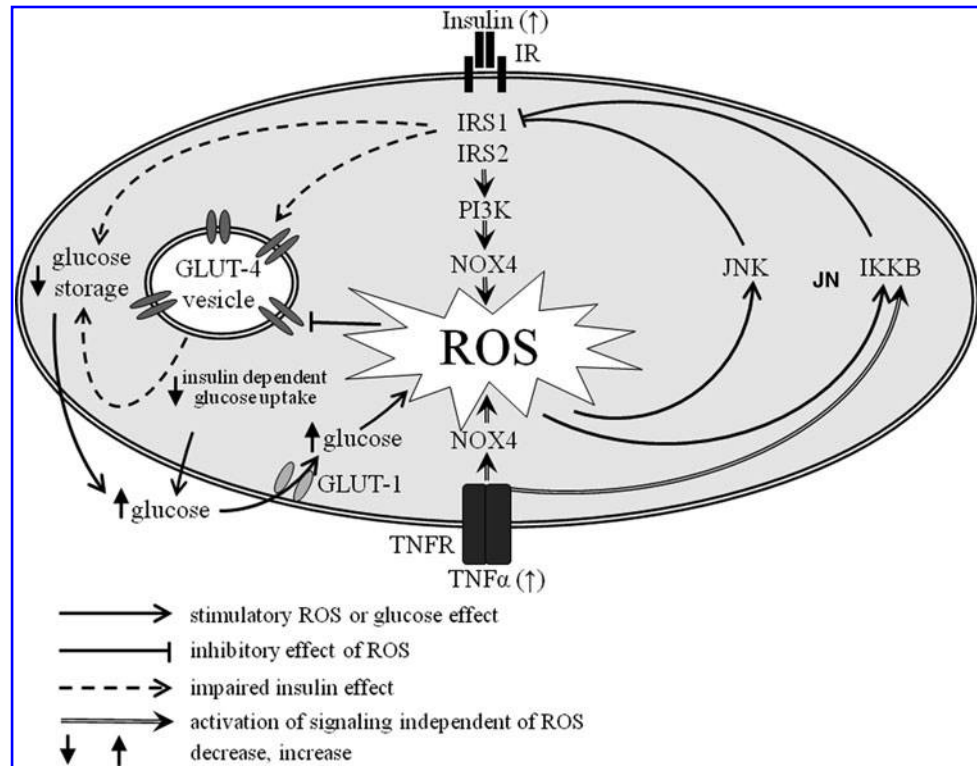 Insulin (↑)
IR
IRS1
IRS2
PI3K
NOX4
ROS
glucose
storage
GLUT-4
vesicle
JNK
JN
IKKB
insulin dependent
glucose uptake
glucose
NOX4
GLUT-1
glucose
TNFR
TNFα (↑)
stimulatory ROS or glucose effect
inhibitory effect of ROS
impaired insulin effect
activation of signaling independent of ROS
decrease, increase